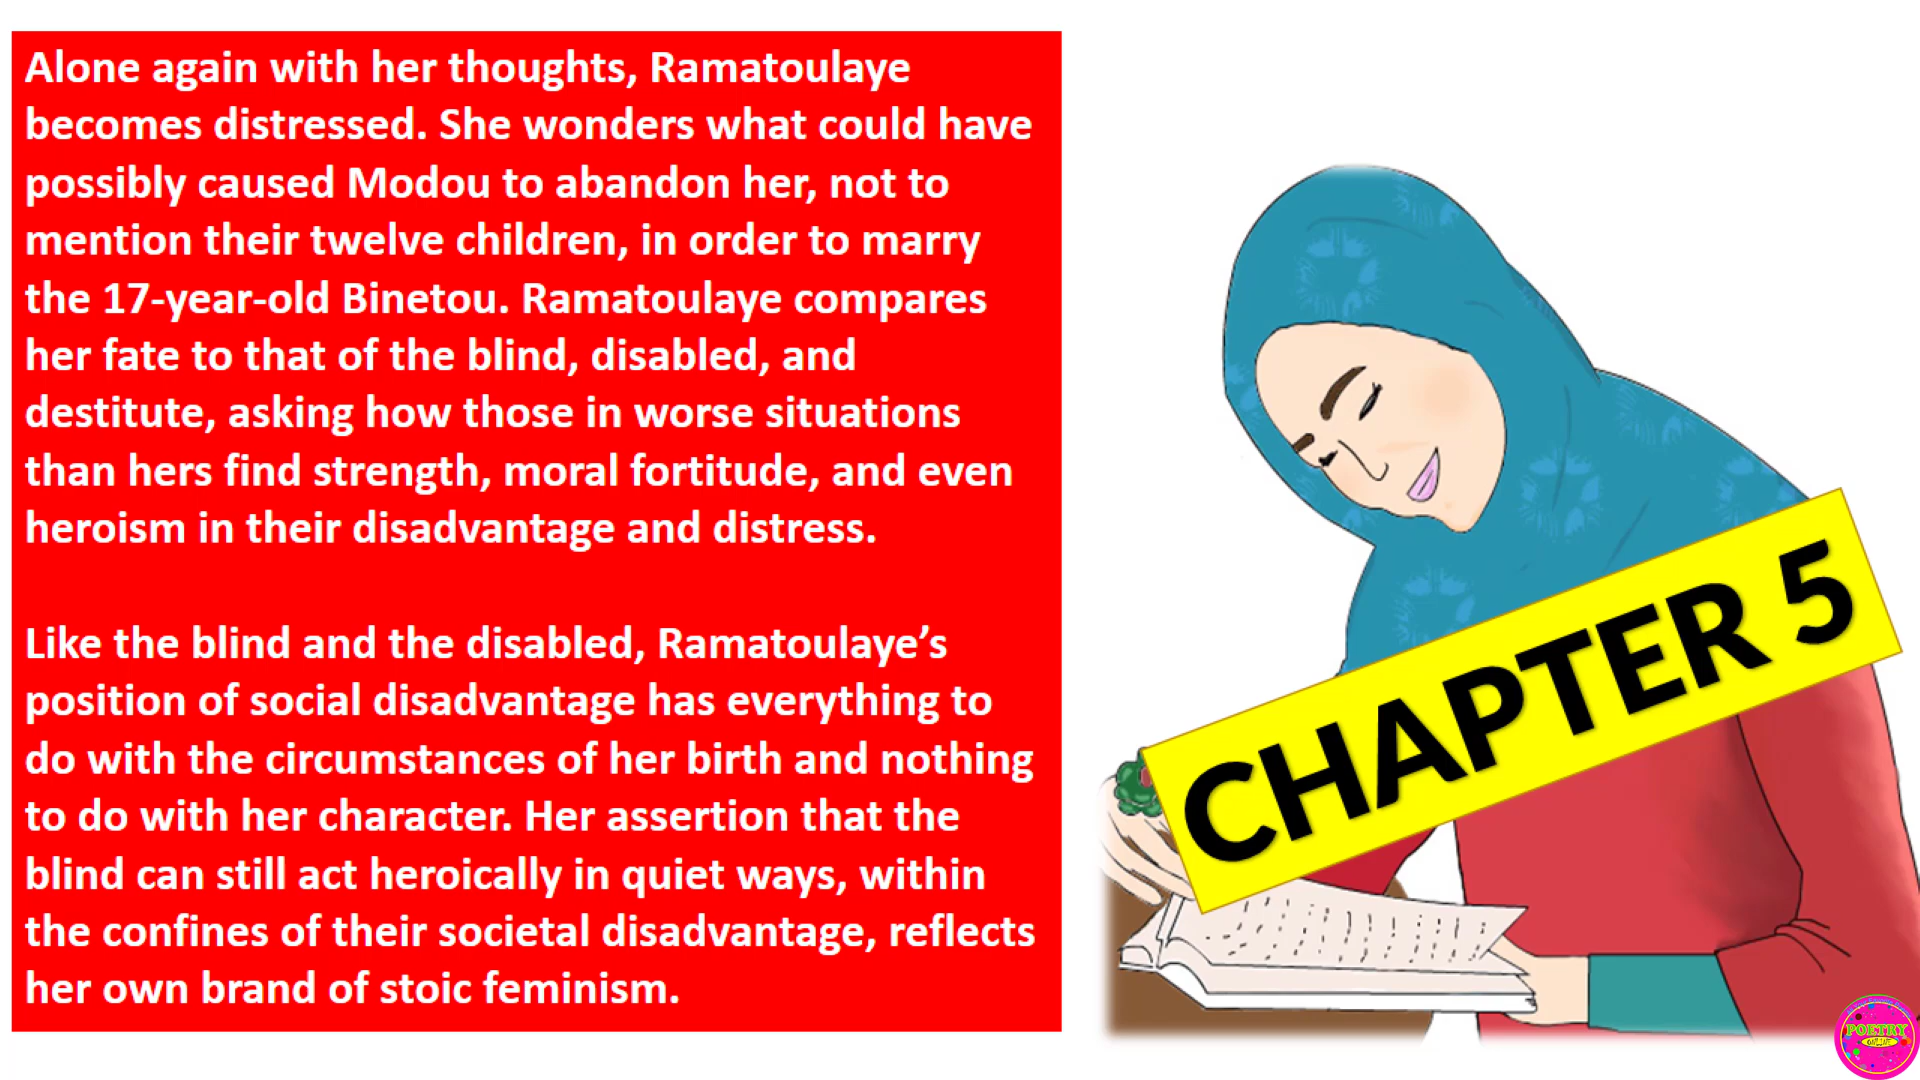 Alone again with her thoughts, Ramatoulaye
becomes distressed. She wonders what could have
possibly caused Modou to abandon her, not to
mention their twelve children, in order to marry
the 17-year-old Binetou. Ramatoulaye compares
her fate to that of the blind, disabled, and
destitute, asking how those in worse situations
than hers find strength, moral fortitude, and even
heroism in their disadvantage and distress.
Like the blind and the disabled, Ramatoulaye’s
position of social disadvantage has everything to
do with the circumstances of her birth and nothing
to do with her character. Her assertion that the
blind can still act heroically in quiet ways, within
the confines of their societal disadvantage, reflects
her own brand of stoic feminism.
CHAPTER 5
POETRY
ONLINE